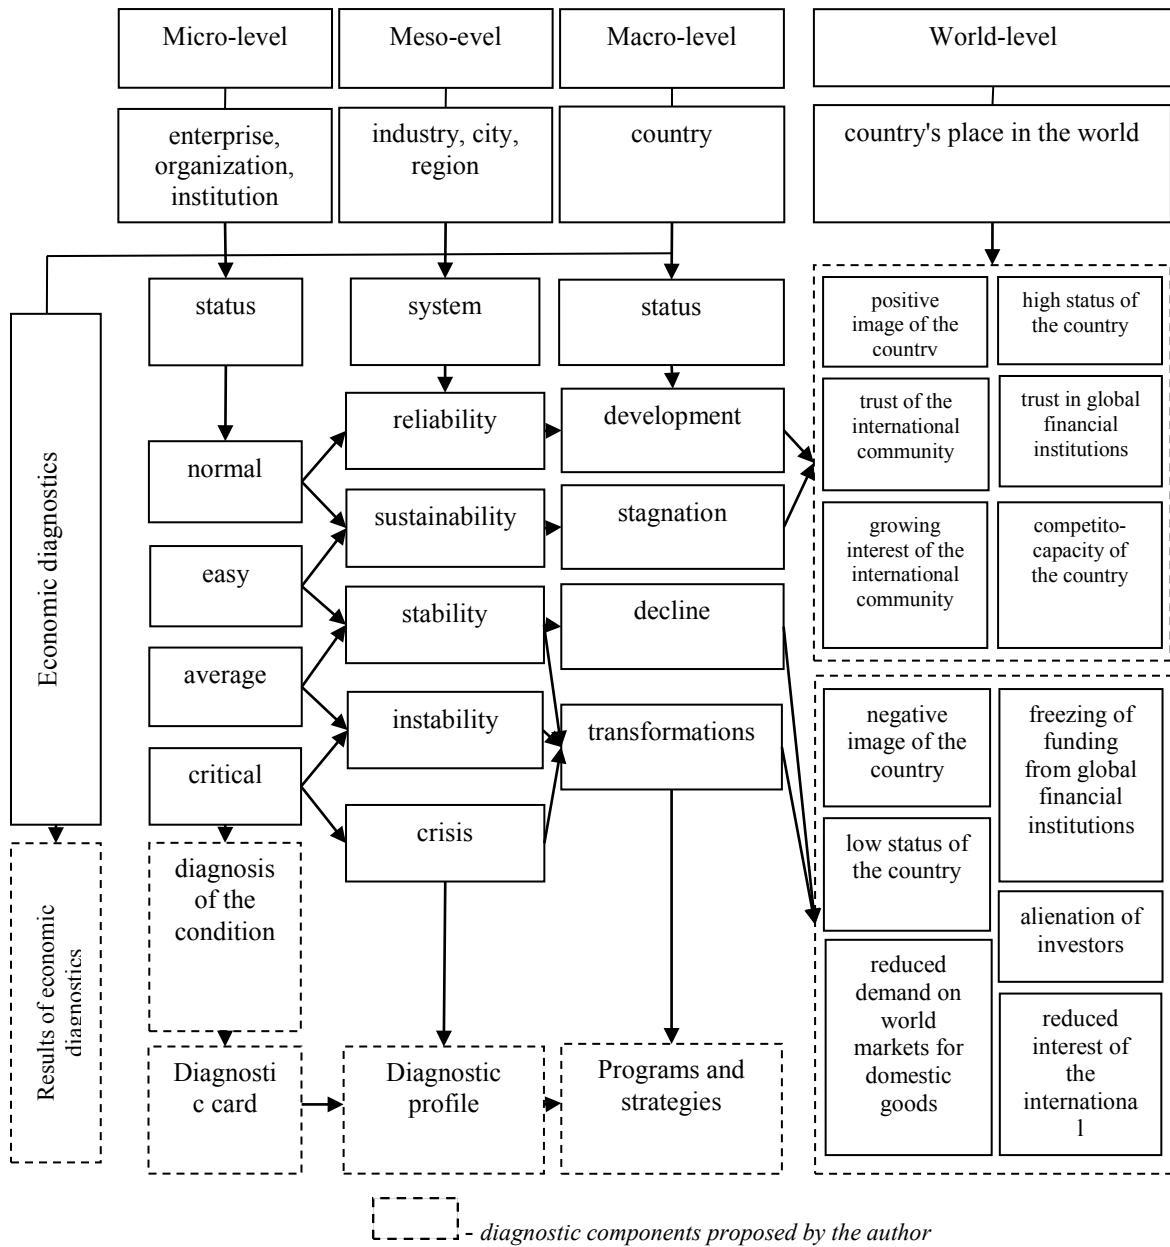 Micro-level
Meso-evel
Macro-level
World-level
enterprise,
organization,
institution
industry, city,
region
country
country's place in the world
status
system
status
positive
image of the
country
high status of
the country
trust of the
international
community
trust in global
financial
institutions
growing
interest of the
international
community
competito-
capacity of
the country
Economic diagnostics
normal
easy
average
critical
reliability
sustainability
stability
instability
crisis
development
stagnation
decline
transformations
negative
image of the
country
freezing of
funding
from global
financial
institutions
low status of
the country
alienation of
investors
reduced
demand on
world
markets for
domestic
goods
reduced
interest of
the
internationa
l
Results of economic
diagnostics
diagnosis
of the
condition
Diagnosti
c card
Diagnostic
profile
Programs and
strategies
- diagnostic components proposed by the author